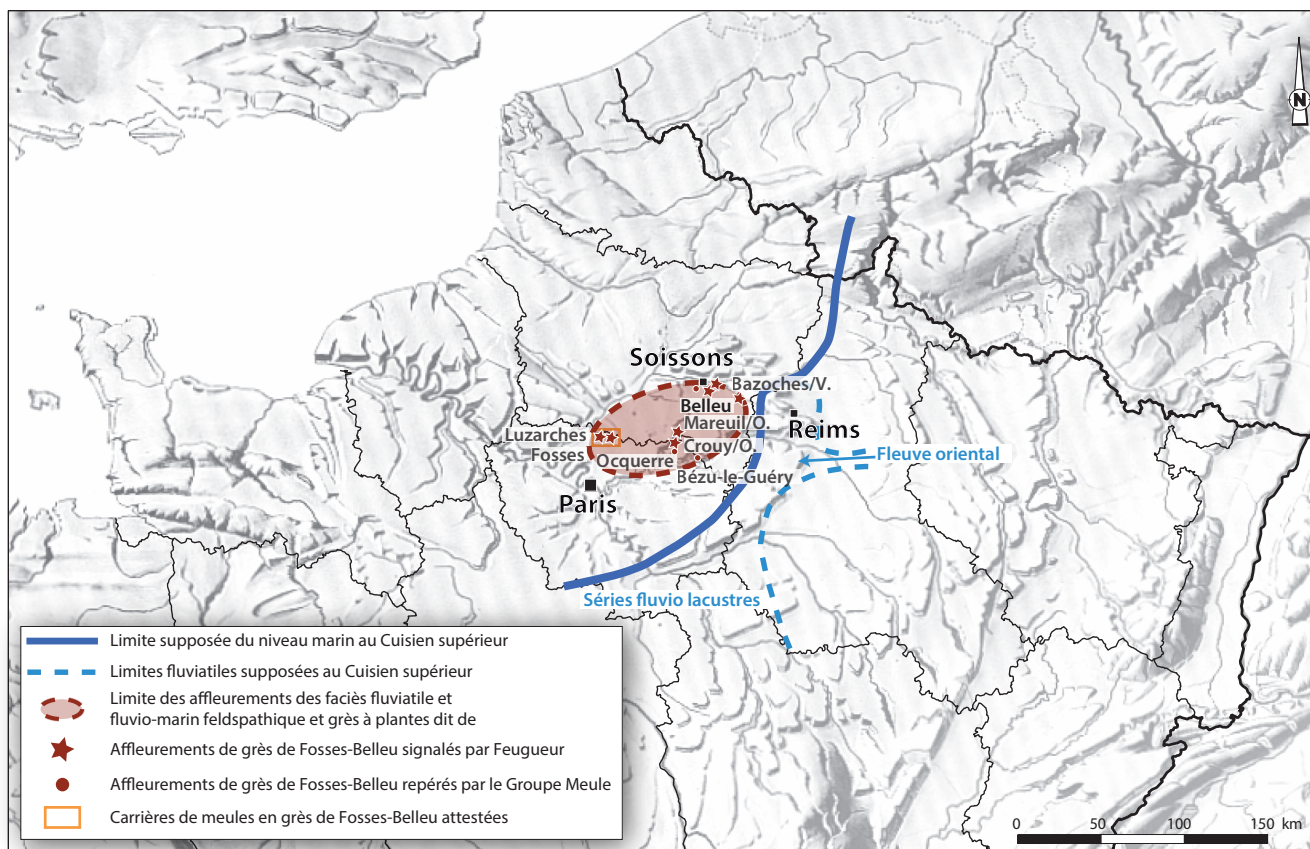 N
Soissons
Bazoches/V.
Belleu
Mareuil/O.
Reims
Luzarches
Crouy/O.
Fosses
Ocquerre
Fleuve oriental
Bézu-le-Guéry
Paris
Séries fluvio lacustres
Limite supposée du niveau marin au Cuisien supérieur
Limites fluviatiles supposées au Cuisien supérieur
Limite des affleurements des faciès fluviatile et
fluvio-marin feldspathique et grès à plantes dit de
Affleurements de grès de Fosses-Belleu signalés par Feugueur
Affleurements de grès de Fosses-Belleu repérés par le Groupe Meule
Carrières de meules en grès de Fosses-Belleu attestées
0 50 100 150 km